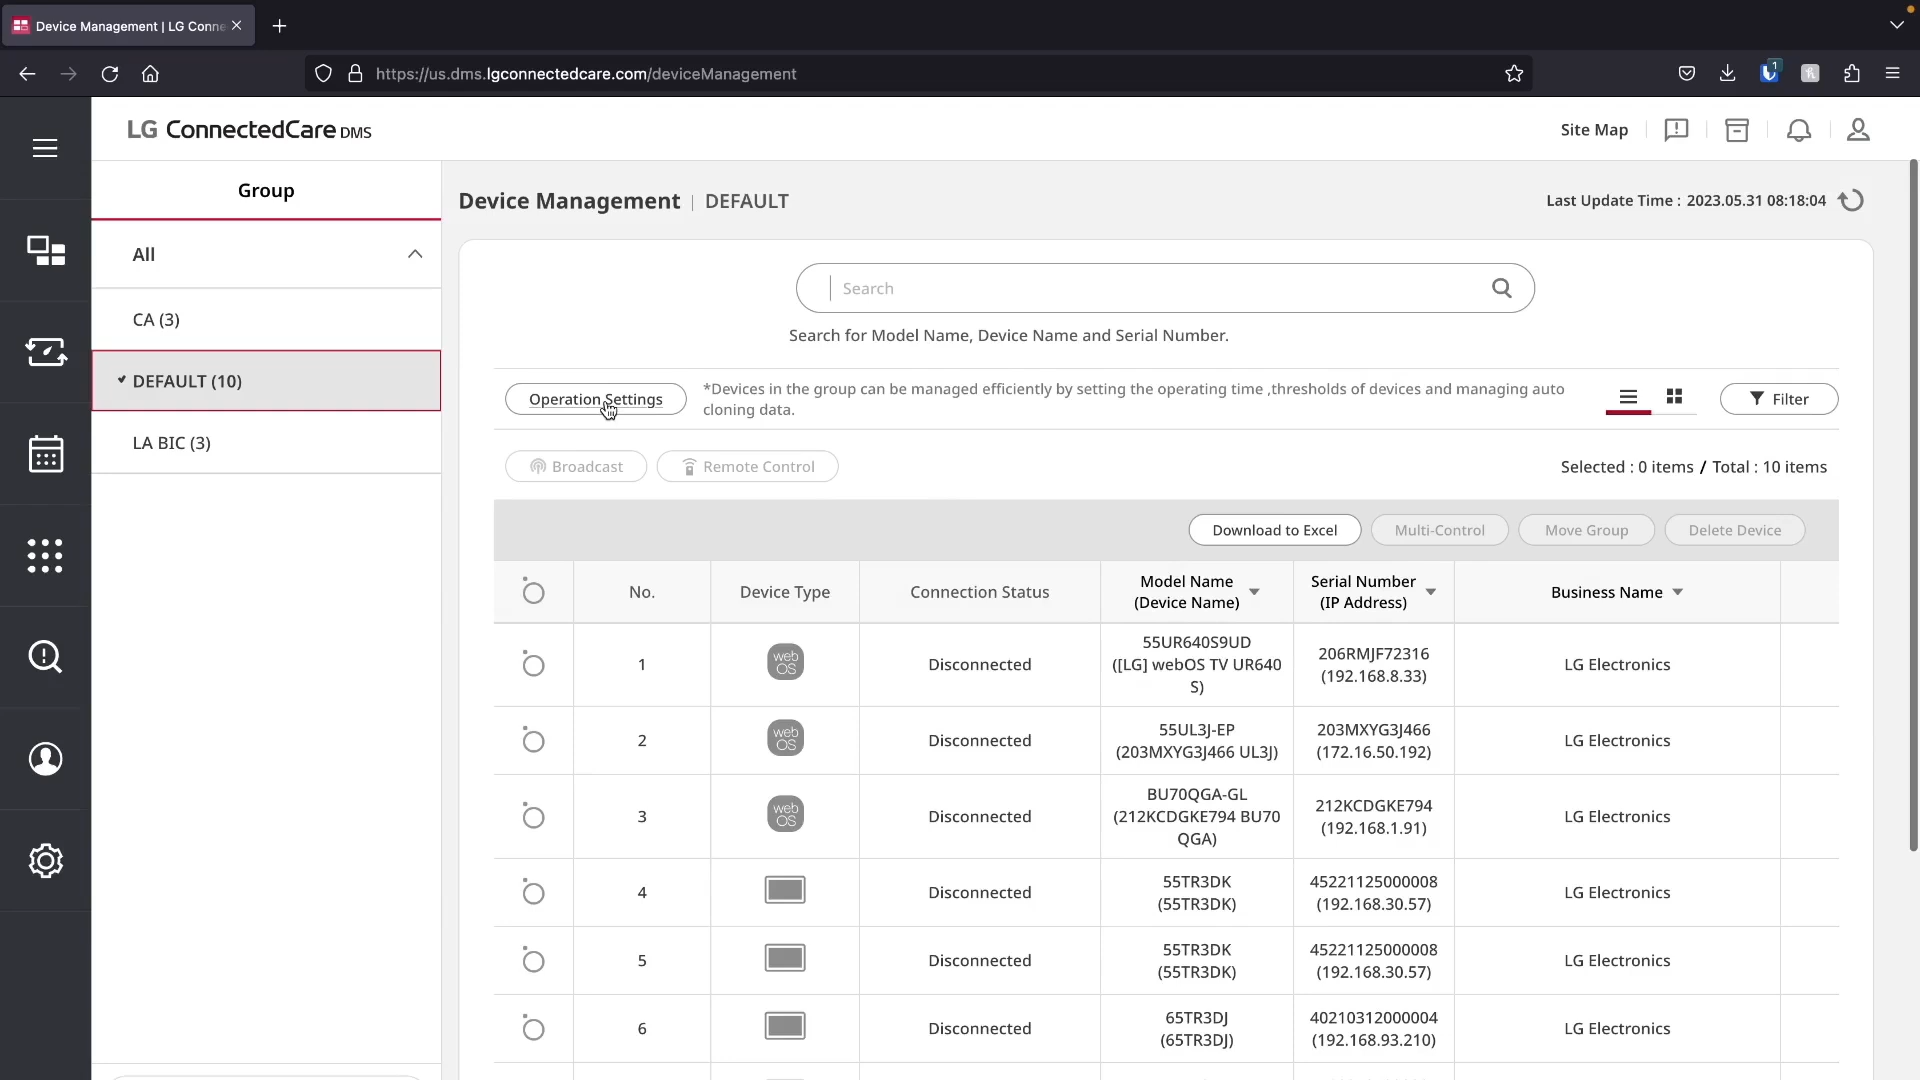 Device Management | LG Conne
https://us.dms.lgconnectedcare.com/deviceManagement
1
LG ConnectedCare DMS
Site Map
Group
All
CA (3)
DEFAULT (10)
LA BIC (3)
Device Management | DEFAULT
Last Update Time : 2023.05.31 08:18:04
Search
Search for Model Name, Device Name and Serial Number.
Operation Settings
*Devices in the group can be managed efficiently by setting the operating time ,thresholds of devices and managing auto
cloning data.
Filter
Broadcast
Remote Control
Selected : 0 items / Total : 10 items
Download to Excel
Multi-Control
Move Group
Delete Device
No.
Device Type
Connection Status
Model Name
(Device Name)
Serial Number
(IP Address)
Business Name
1
web
OS
Disconnected
55UR640S9UD
([LG] webOS TV UR640
S)
206RMJF72316
(192.168.8.33)
LG Electronics
2
web
OS
Disconnected
55UL3J-EP
(203MXYG3J466 UL3J)
203MXYG3J466
(172.16.50.192)
LG Electronics
3
web
OS
Disconnected
BU70QGA-GL
(212KCDGKE794 BU70
QGA)
212KCDGKE794
(192.168.1.91)
LG Electronics
4
Disconnected
55TR3DK
(55TR3DK)
45221125000008
(192.168.30.57)
LG Electronics
5
Disconnected
55TR3DK
(55TR3DK)
45221125000008
(192.168.30.57)
LG Electronics
6
Disconnected
65TR3DJ
(65TR3DJ)
40210312000004
(192.168.93.210)
LG Electronics